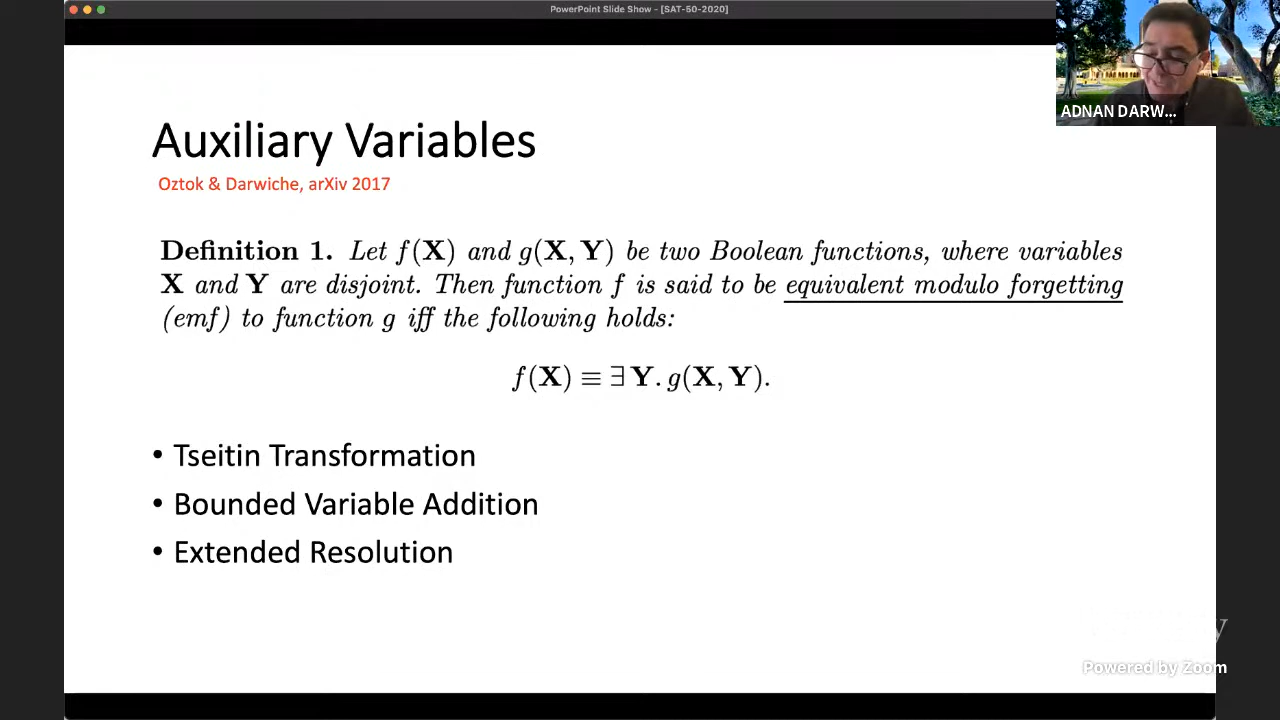 PowerPoint Slide Show - [SAT-50-2020]
ADNAN DARW...
Auxiliary Variables
Oztok & Darwiche, arXiv 2017
Definition 1. Let f(X) and g(X, Y) be two Boolean functions, where variables
X and Y are disjoint. Then function f is said to be equivalent modulo forgetting
(emf) to function g iff the following holds:
f(X) ≡ ∃ Y. g(X, Y).
• Tseitin Transformation
• Bounded Variable Addition
• Extended Resolution
Powered by Zoom